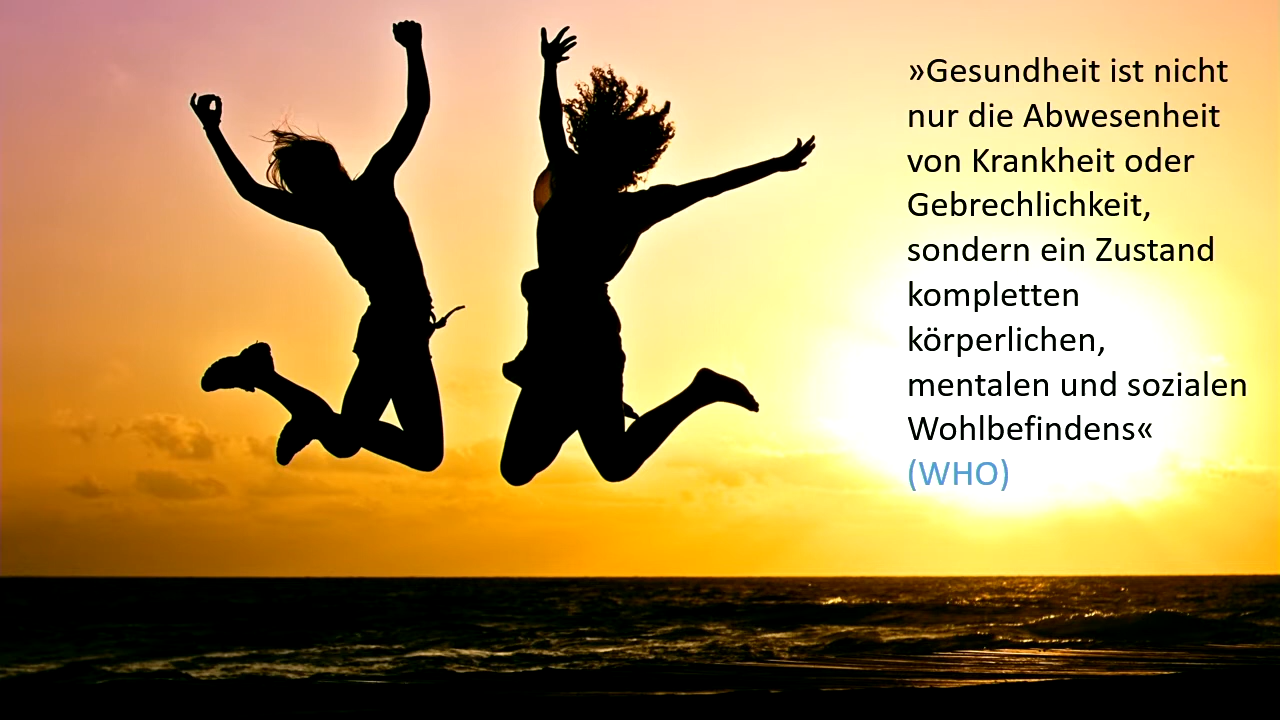 »Gesundheit ist nicht
nur die Abwesenheit
von Krankheit oder
Gebrechlichkeit,
sondern ein Zustand
kompletten
körperlichen,
mentalen und sozialen
Wohlbefindens«
(WHO)